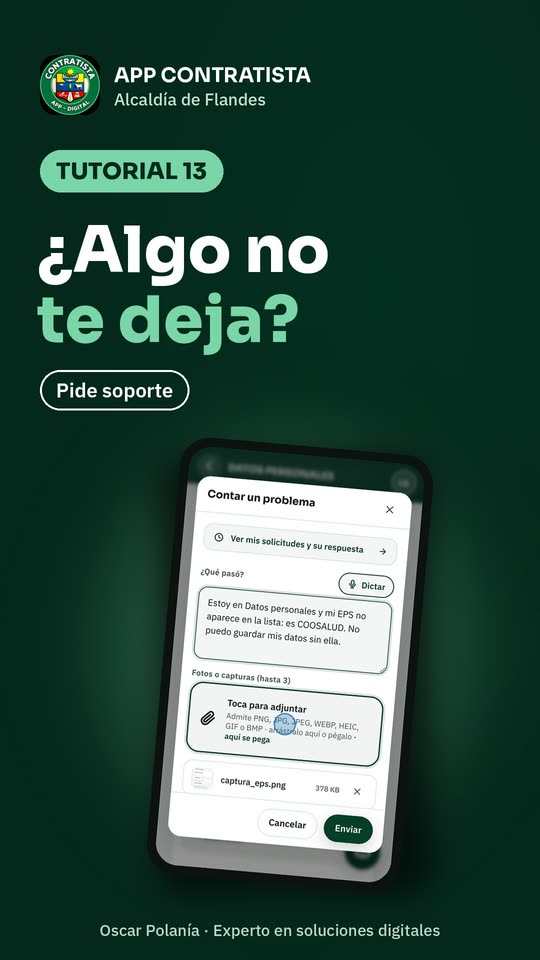 CONTRATISTA
APP - DIGITAL
APP CONTRATISTA
Alcaldía de Flandes
TUTORIAL 13
¿Algo no
te deja?
Pide soporte
DATOS PERSONALES
Contar un problema
Ver mis solicitudes y su respuesta
¿Qué pasó?
Dictar
Estoy en Datos personales y mi EPS no
aparece en la lista: es COOSALUD. No
puedo guardar mis datos sin ella.
Fotos o capturas (hasta 3)
Toca para adjuntar
Admite PNG, JPG, JPEG, WEBP, HEIC,
GIF o BMP · arrástralo aquí o pégalo ·
aquí se pega
captura_eps.png
378 KB
Cancelar
Enviar
Oscar Polanía · Experto en soluciones digitales